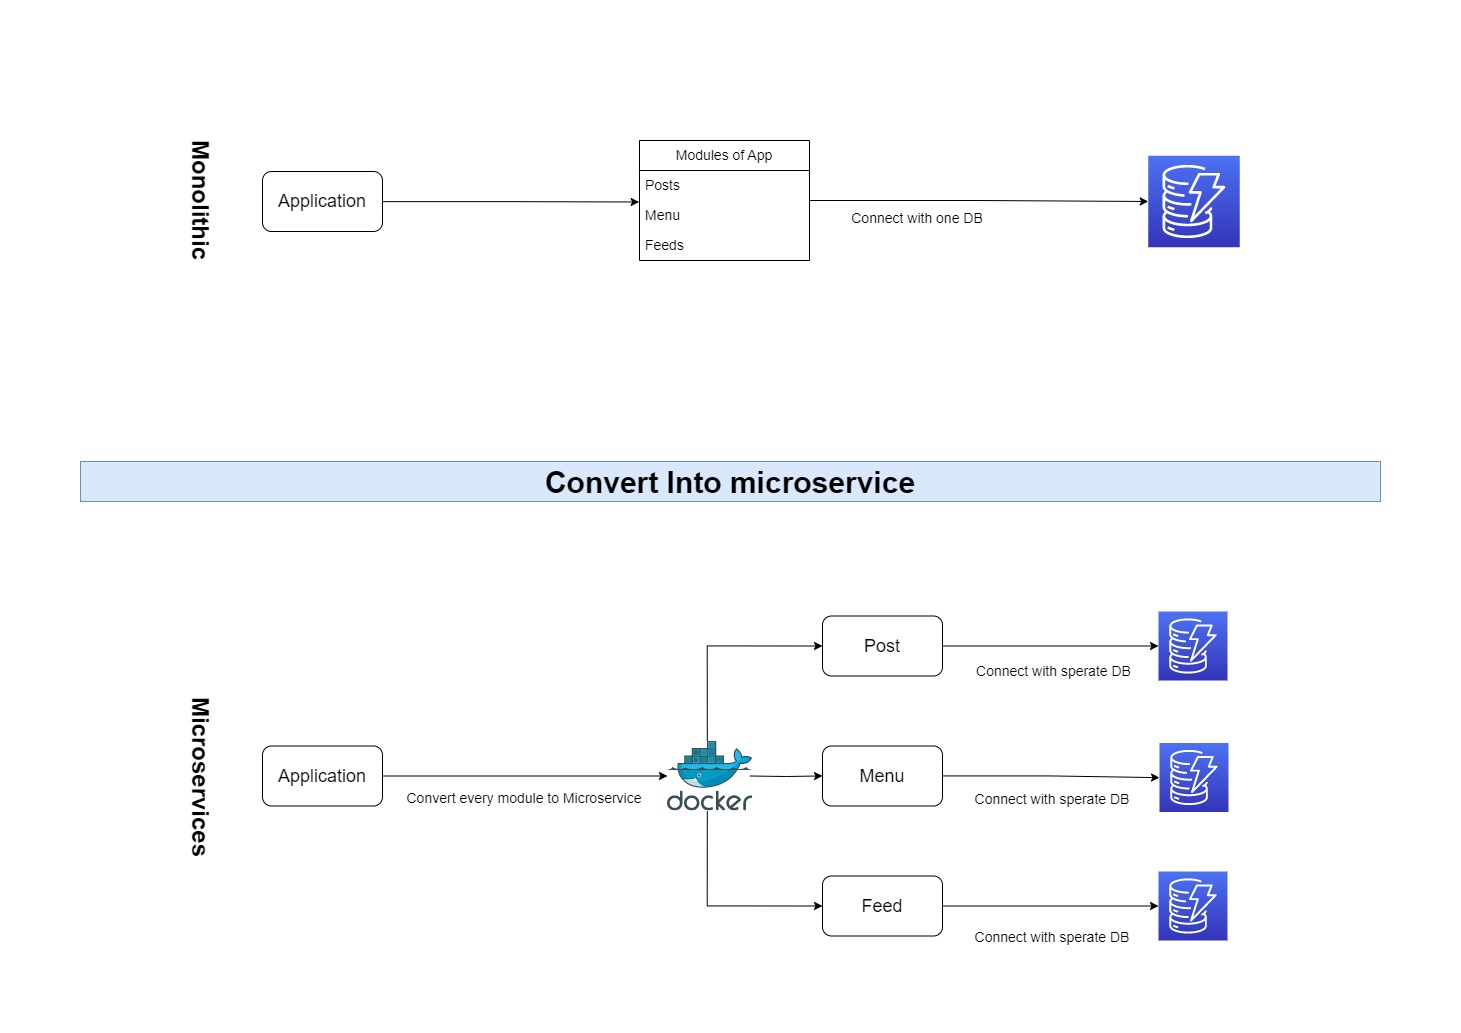 Monolithic
Application
Modules of App
Posts
Menu
Feeds
Connect with one DB
Convert Into microservice
Microservices
Application
Convert every module to Microservice
docker
Post
Connect with sperate DB
Menu
Connect with sperate DB
Feed
Connect with sperate DB